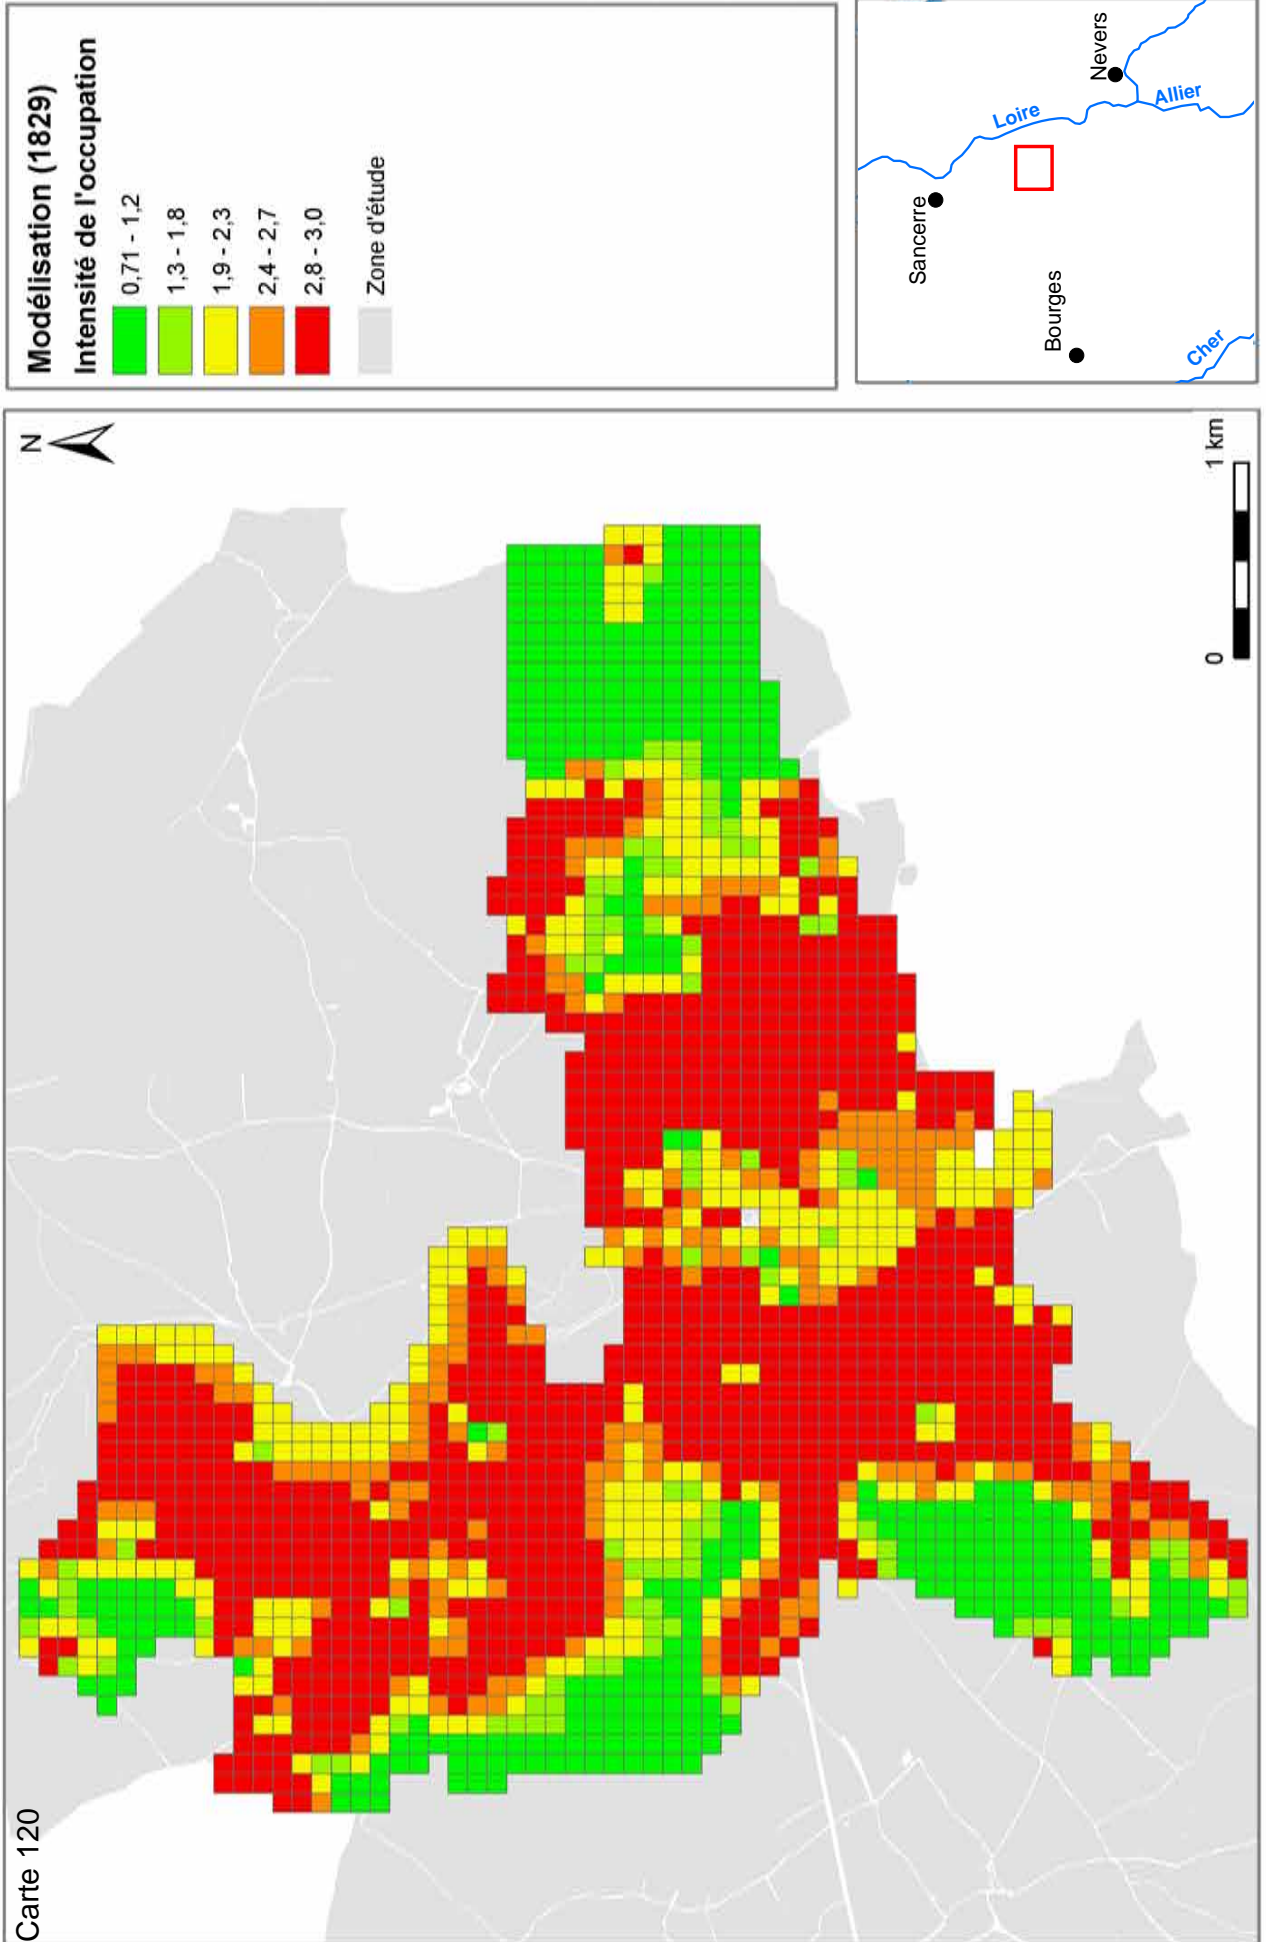 Carte 120
N
0
1 km
Modélisation (1829)
Intensité de l'occupation
0,71 - 1,2
1,3 - 1,8
1,9 - 2,3
2,4 - 2,7
2,8 - 3,0
Zone d'étude
Sancerre
Loire
Nevers
Bourges
Allier
Cher